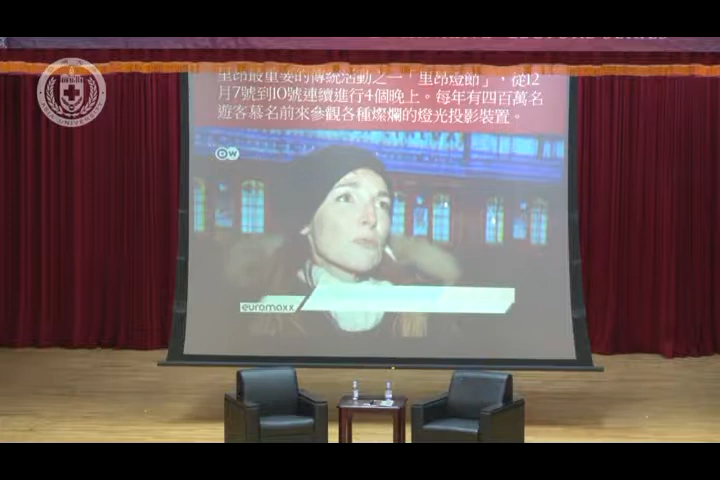 里昂最重要的傳統活動之一「里昂燈節」，從12
月7號到10號連續進行4個晚上。每年有四百萬名
遊客慕名前來參觀各種燦爛的燈光投影裝置。
DW
euromaxx